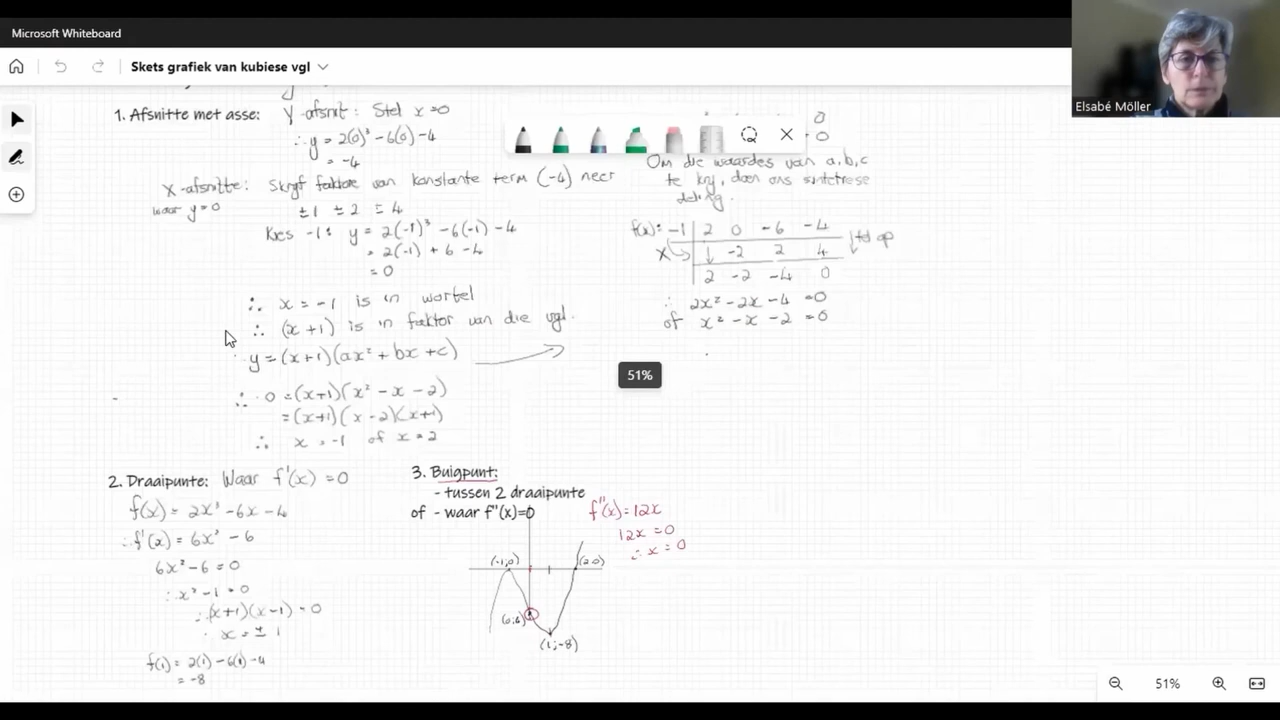 Microsoft Whiteboard
Skets grafiek van kubiese vgl
Elsabé Möller
1. Afsnitte met asse: Y-afsnit: Stel x=0
∴ y = 2(0)³ - 6(0) - 4
= -4
X-afsnitte: Skryf faktore van konstante term (-4) neer
waar y=0
±1 ±2 ±4
Kies -1: y = 2(-1)³ - 6(-1) - 4
= 2(-1) + 6 - 4
= 0
∴ x = -1 is 'n wortel
∴ (x+1) is 'n faktor van die vgl.
y = (x+1)(ax² + bx + c)
∴ 0 = (x+1)(x² - x - 2)
= (x+1)(x-2)(x+1)
∴ x = -1 of x = 2
0
= 0
Om die waardes van a, b, c
te kry, doen ons sintetiese
deling.
f(x): -1 | 2 0 -6 -4
x ↓ -2 2 4 ↓ tel op
2 -2 -4 0
∴ 2x² - 2x - 4 = 0
of x² - x - 2 = 0
51%
2. Draaipunte: Waar f'(x) = 0
f(x) = 2x³ - 6x - 4
∴ f'(x) = 6x² - 6
6x² - 6 = 0
∴ x² - 1 = 0
∴ (x+1)(x-1) = 0
∴ x = ± 1
f(1) = 2(1) - 6(1) - 4
= -8
3. Buigpunt:
- tussen 2 draaipunte
of - waar f"(x)=0
f"(x) = 12x
12x = 0
∴ x = 0
(-1;0)
(2;0)
(1;-8)
51%